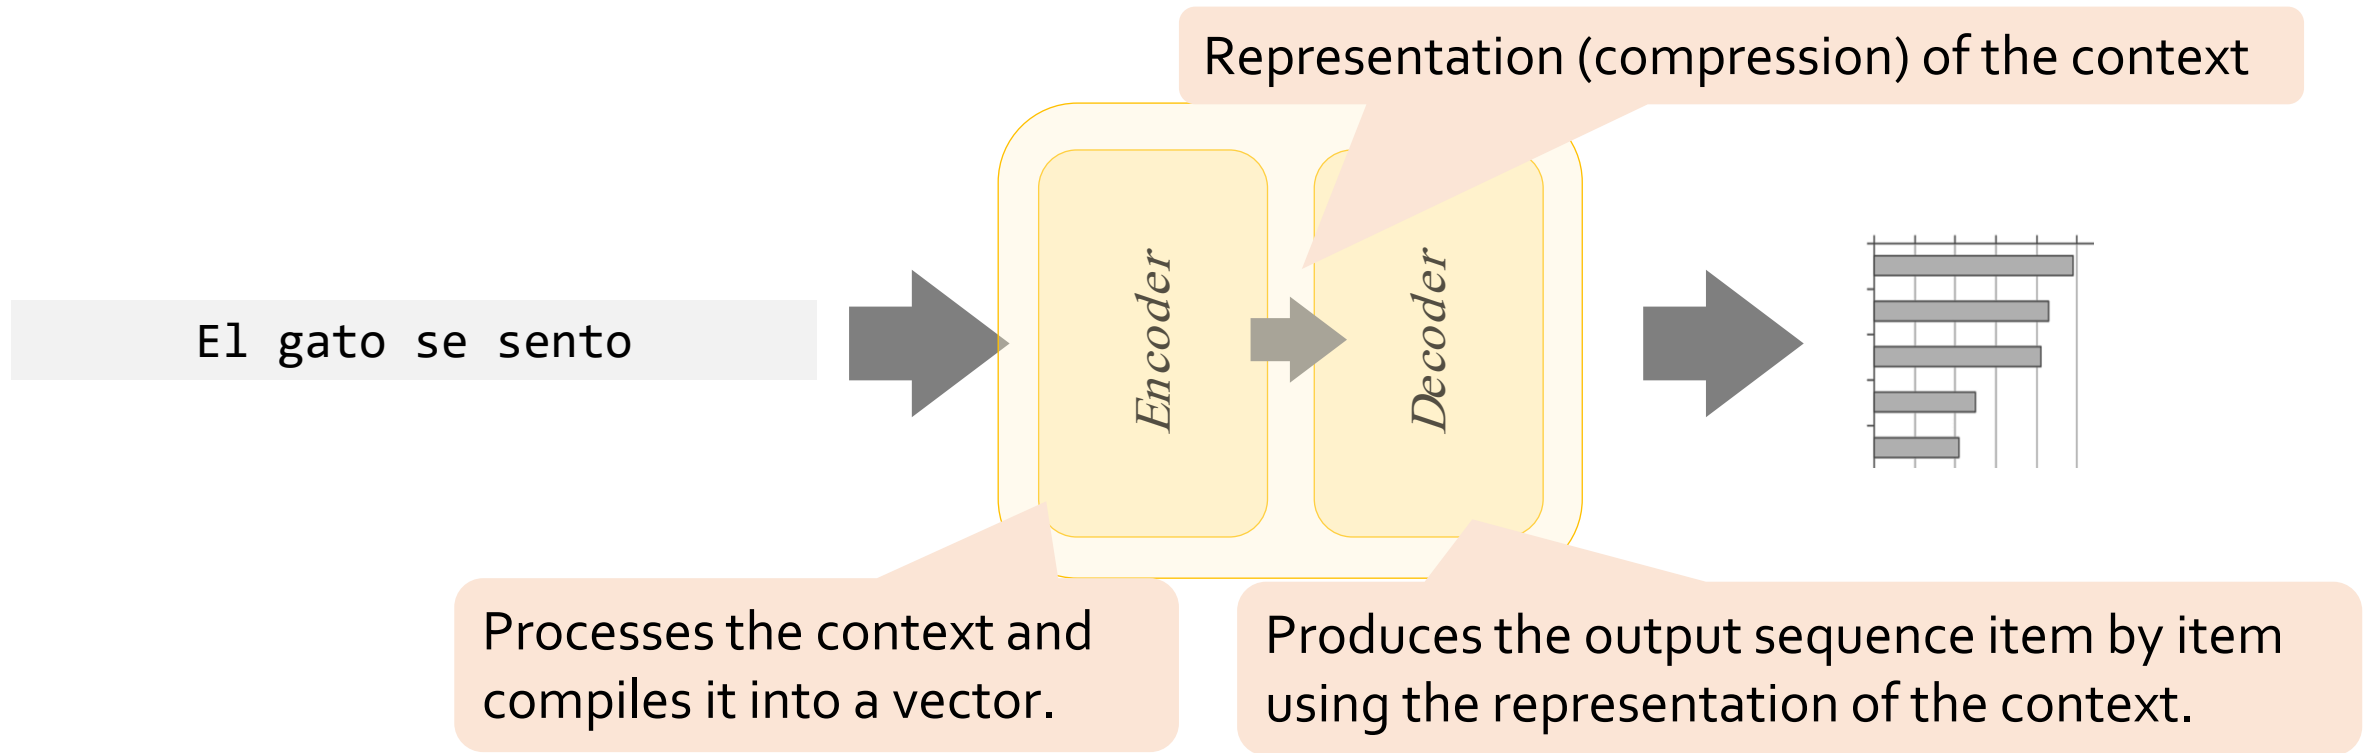 Representation (compression) of the context
El gato se sento
Encoder
Decoder
Processes the context and
compiles it into a vector.
Produces the output sequence item by item
using the representation of the context.